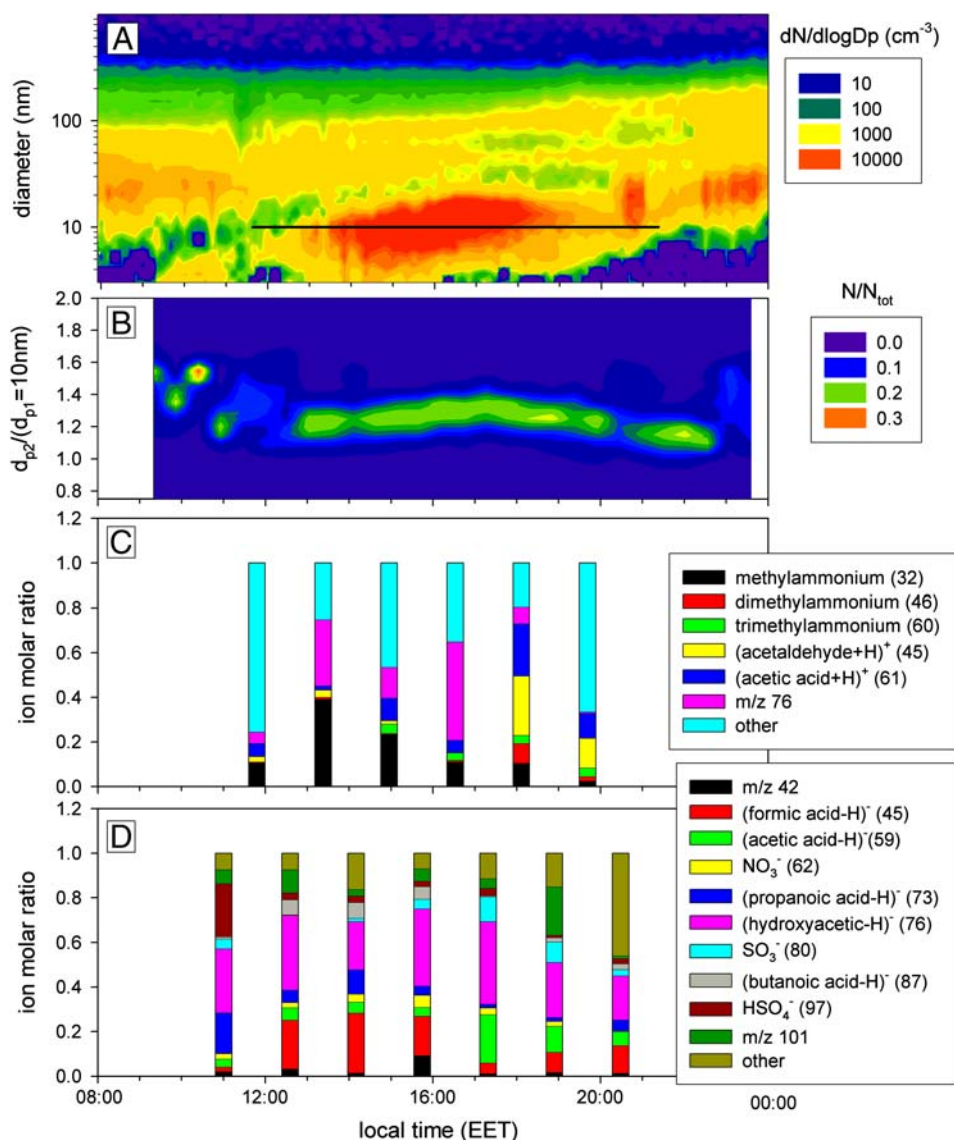 A
dN/dlogDp (cm⁻³)
10
100
1000
10000
diameter (nm)
100
10
B
N/Nₜₒₜ
0.0
0.1
0.2
0.3
dₚ₂/(dₚ₁=10nm)
2.0
1.8
1.6
1.4
1.2
1.0
0.8
C
ion molar ratio
1.2
1.0
0.8
0.6
0.4
0.2
0.0
methylammonium (32)
dimethylammonium (46)
trimethylammonium (60)
(acetaldehyde+H)⁺ (45)
(acetic acid+H)⁺ (61)
m/z 76
other
D
ion molar ratio
1.2
1.0
0.8
0.6
0.4
0.2
0.0
m/z 42
(formic acid-H)⁻ (45)
(acetic acid-H)⁻(59)
NO₃⁻ (62)
(propanoic acid-H)⁻ (73)
(hydroxyacetic-H)⁻ (76)
SO₃⁻ (80)
(butanoic acid-H)⁻ (87)
HSO₄⁻ (97)
m/z 101
other
08:00 12:00 16:00 20:00 00:00
local time (EET)